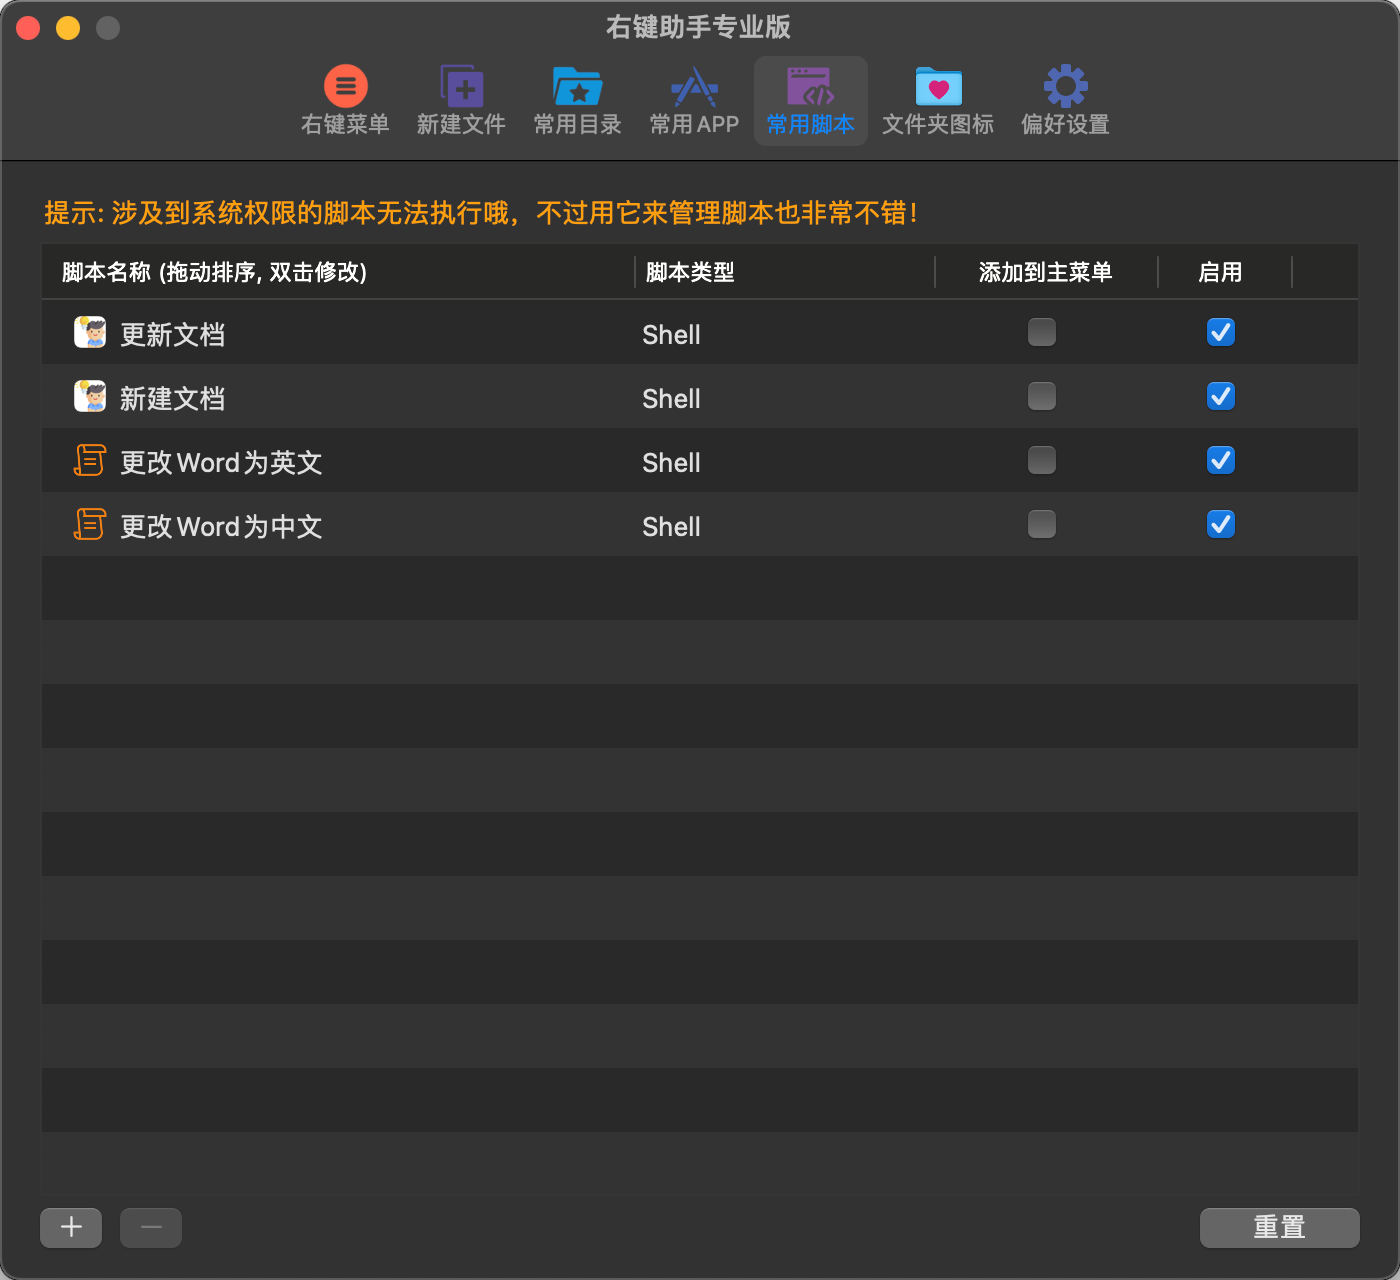 右键助手专业版
右键菜单 新建文件 常用目录 常用APP 常用脚本 文件夹图标 偏好设置
提示: 涉及到系统权限的脚本无法执行哦，不过用它来管理脚本也非常不错！
脚本名称 (拖动排序, 双击修改) 脚本类型 添加到主菜单 启用
更新文档 Shell
新建文档 Shell
更改Word为英文 Shell
更改Word为中文 Shell
重置